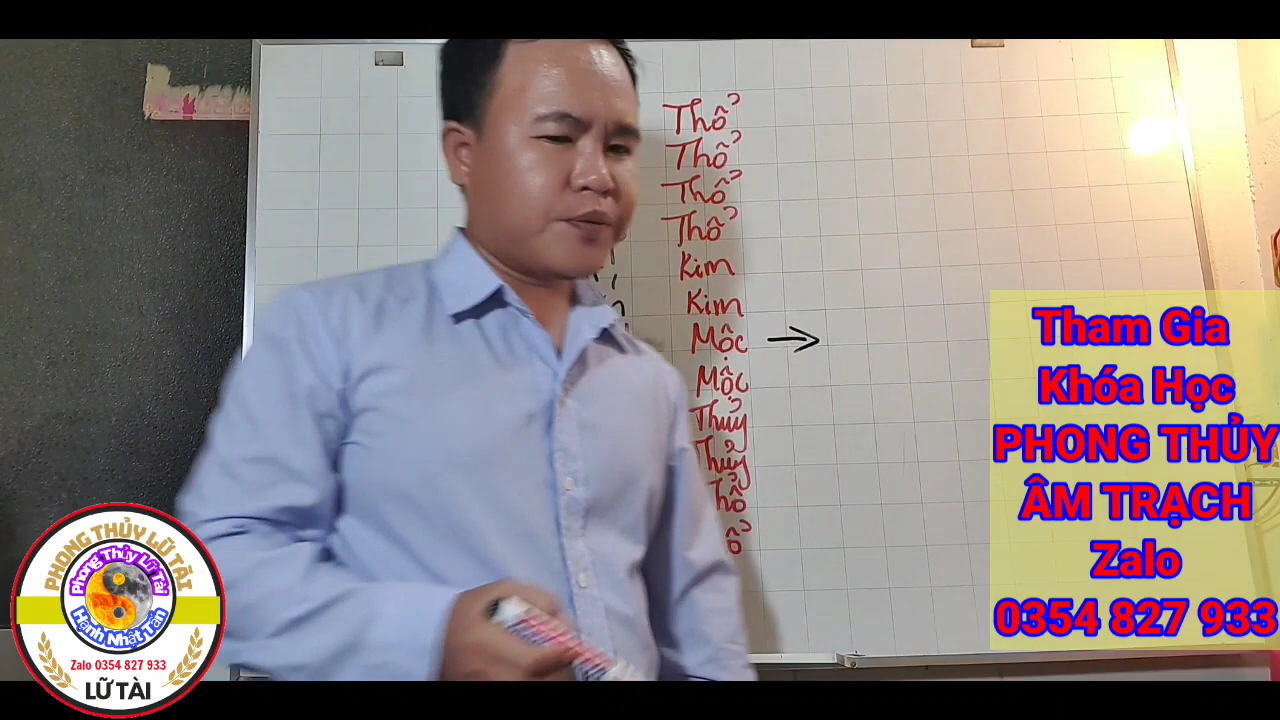 Thổ
Thổ
Thổ
Thổ
Kim
Kim
Mộc
Mộc
Thủy
Thủy
Thổ
Tham Gia
Khóa Học
PHONG THỦY
ÂM TRẠCH
Zalo
0354 827 933
PHONG THỦY LỮ TÀI
Phong Thủy Lữ Tài
Hạnh Nhật Tấn
Zalo 0354 827 933
LỮ TÀI